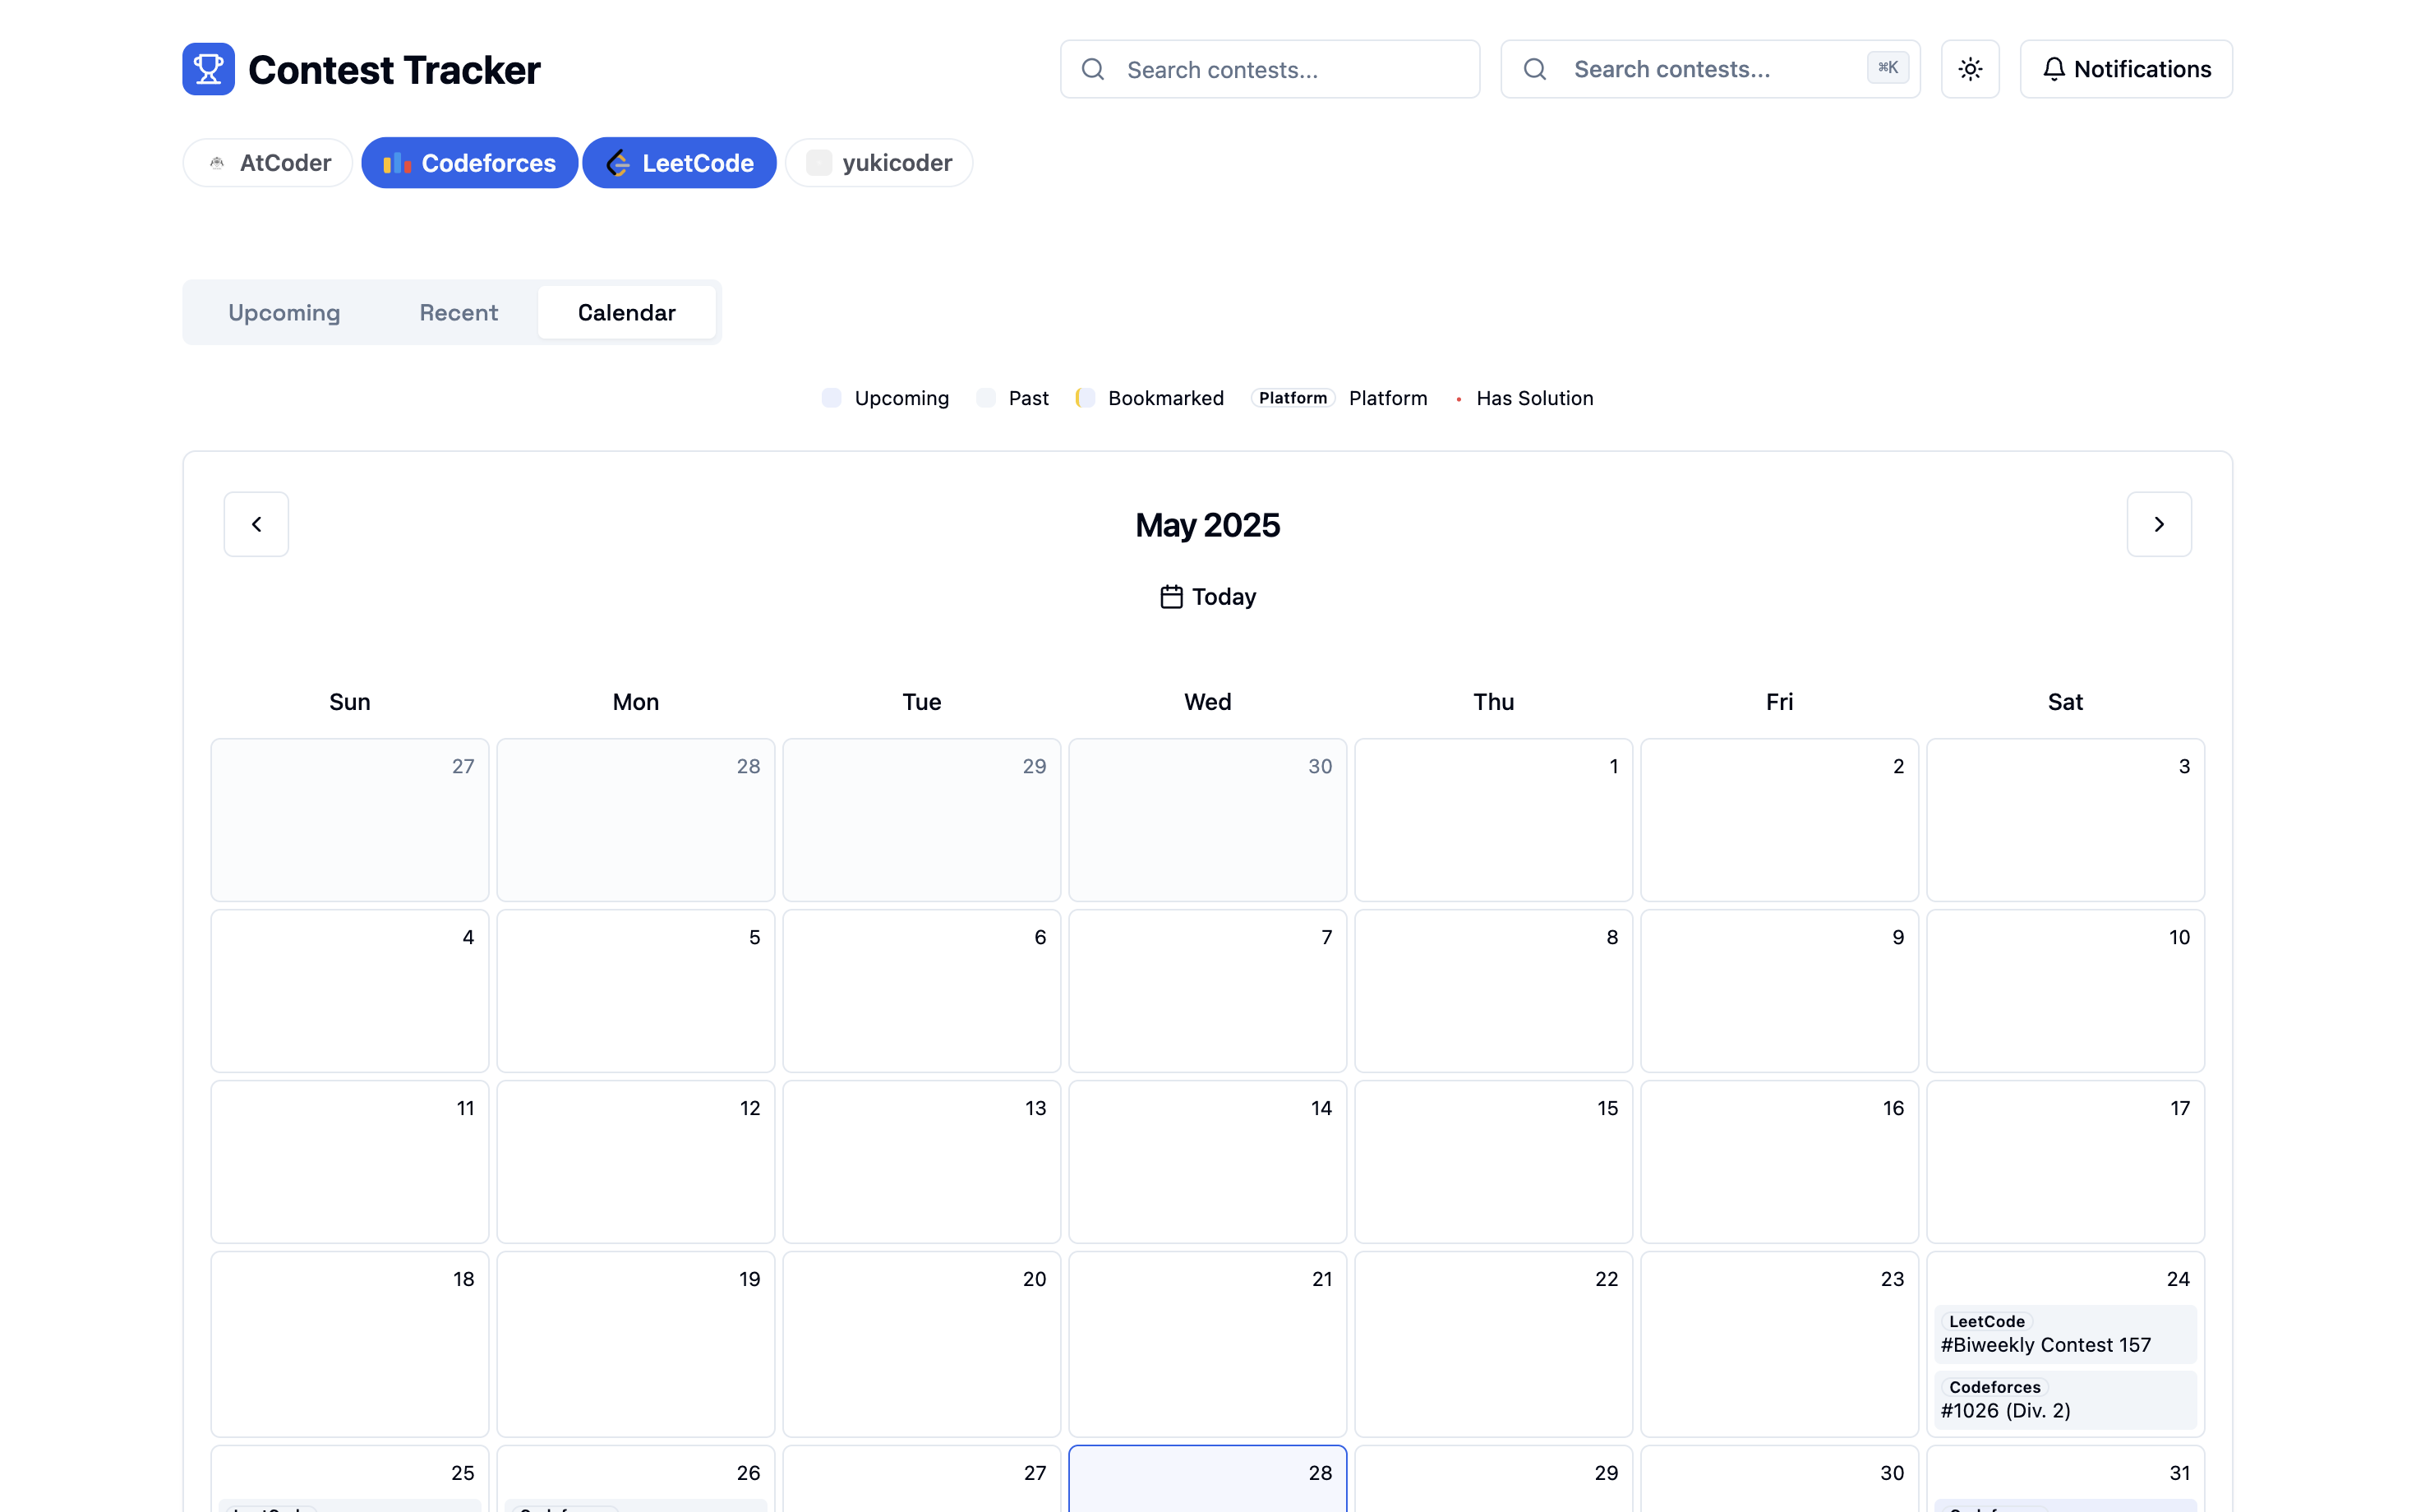 Contest Tracker
Search contests...
Search contests...
⌘K
Notifications
AtCoder
Codeforces
LeetCode
yukicoder
Upcoming
Recent
Calendar
Upcoming
Past
Bookmarked
Platform
Platform
Has Solution
May 2025
Today
Sun Mon Tue Wed Thu Fri Sat
27 28 29 30 1 2 3
4 5 6 7 8 9 10
11 12 13 14 15 16 17
18 19 20 21 22 23 24
LeetCode
#Biweekly Contest 157
Codeforces
#1026 (Div. 2)
25 26 27 28 29 30 31